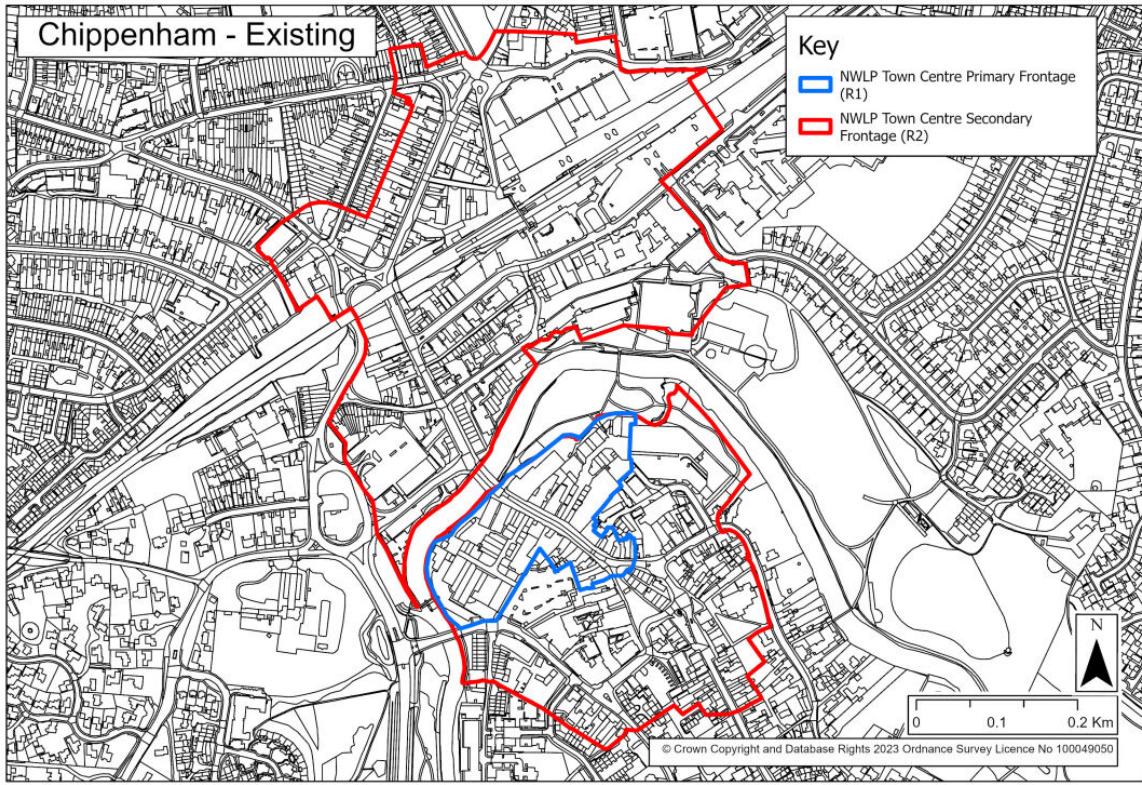 Chippenham - Existing
Key
NWLP Town Centre Primary Frontage
(R1)
NWLP Town Centre Secondary
Frontage (R2)
N
0 0.1 0.2 Km
© Crown Copyright and Database Rights 2023 Ordnance Survey Licence No 100049050